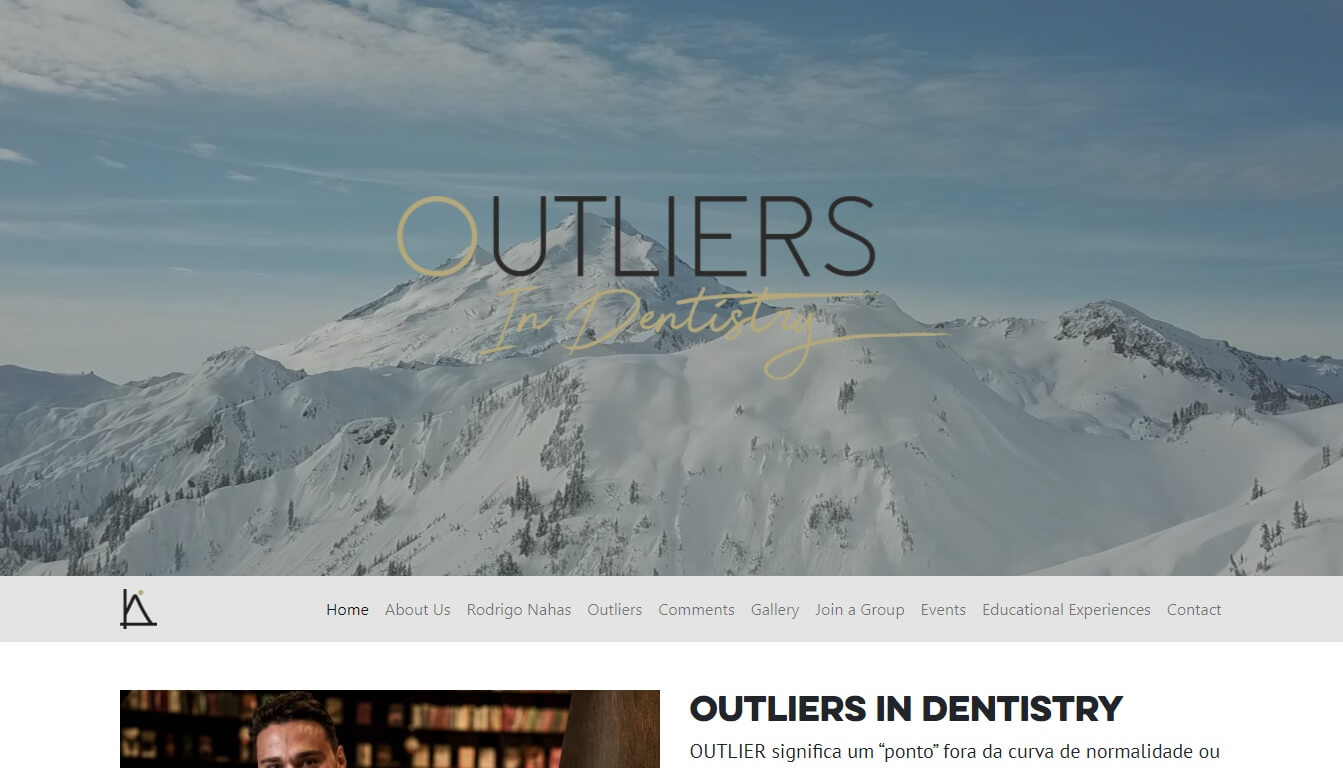 OUTLIERS
In Dentistry
Home About Us Rodrigo Nahas Outliers Comments Gallery Join a Group Events Educational Experiences Contact
OUTLIERS IN DENTISTRY
OUTLIER significa um “ponto” fora da curva de normalidade ou